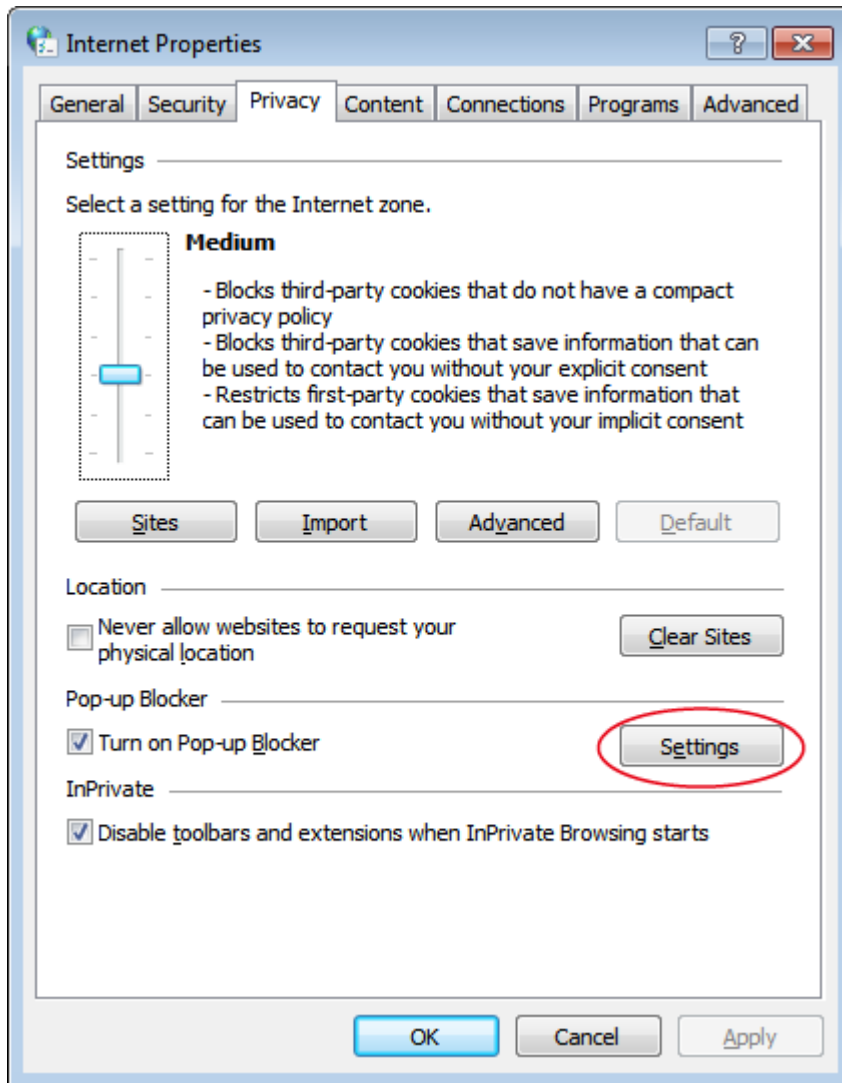 Internet Properties
General Security Privacy Content Connections Programs Advanced
Settings
Select a setting for the Internet zone.
Medium
- Blocks third-party cookies that do not have a compact
privacy policy
- Blocks third-party cookies that save information that can
be used to contact you without your explicit consent
- Restricts first-party cookies that save information that
can be used to contact you without your implicit consent
Sites Import Advanced Default
Location
Never allow websites to request your
physical location
Clear Sites
Pop-up Blocker
Turn on Pop-up Blocker
Settings
InPrivate
Disable toolbars and extensions when InPrivate Browsing starts
OK Cancel Apply